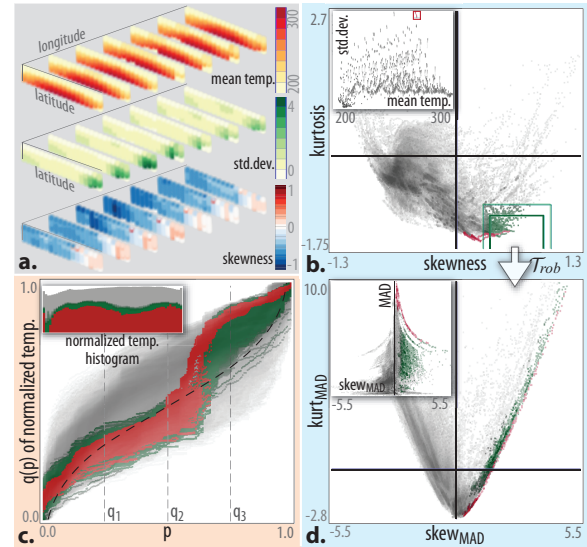 a.
longitude
latitude
mean temp.
300
200
latitude
std.dev.
4
0
skewness
1
-1
b.
2.7
kurtosis
-1.75
-1.3
skewness
1.3
std.dev.
mean temp.
200
300
T_rob
c.
1.0
q(p) of normalized temp.
0.0
normalized temp.
histogram
q1
q2
q3
0.0
p
1.0
d.
10.0
kurt_MAD
-2.8
-5.5
skew_MAD
5.5
MAD
skew_MAD
-5.5
5.5